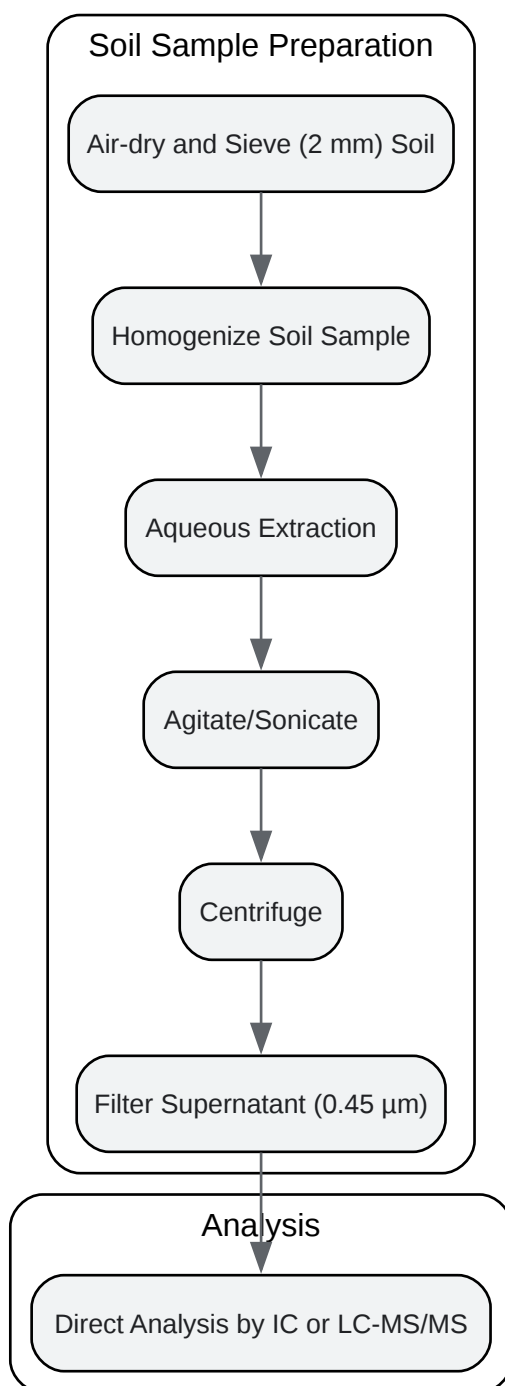 Soil Sample Preparation
Air-dry and Sieve (2 mm) Soil
Homogenize Soil Sample
Aqueous Extraction
Agitate/Sonicate
Centrifuge
Filter Supernatant (0.45 µm)
Analysis
Direct Analysis by IC or LC-MS/MS